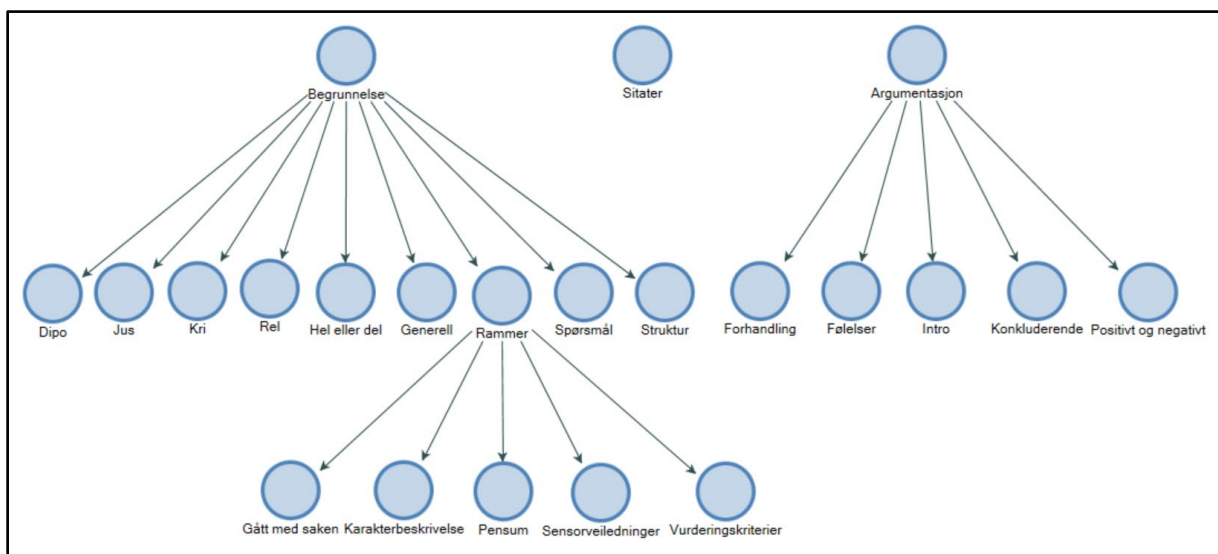 Begrunnelse
Sitater
Argumentasjon
Dipo
Jus
Kri
Rel
Hel eller del
Generell
Rammer
Spørsmål
Struktur
Forhandling
Følelser
Intro
Konkluderende
Positivt og negativt
Gått med saken
Karakterbeskrivelse
Pensum
Sensorveiledninger
Vurderingskriterier